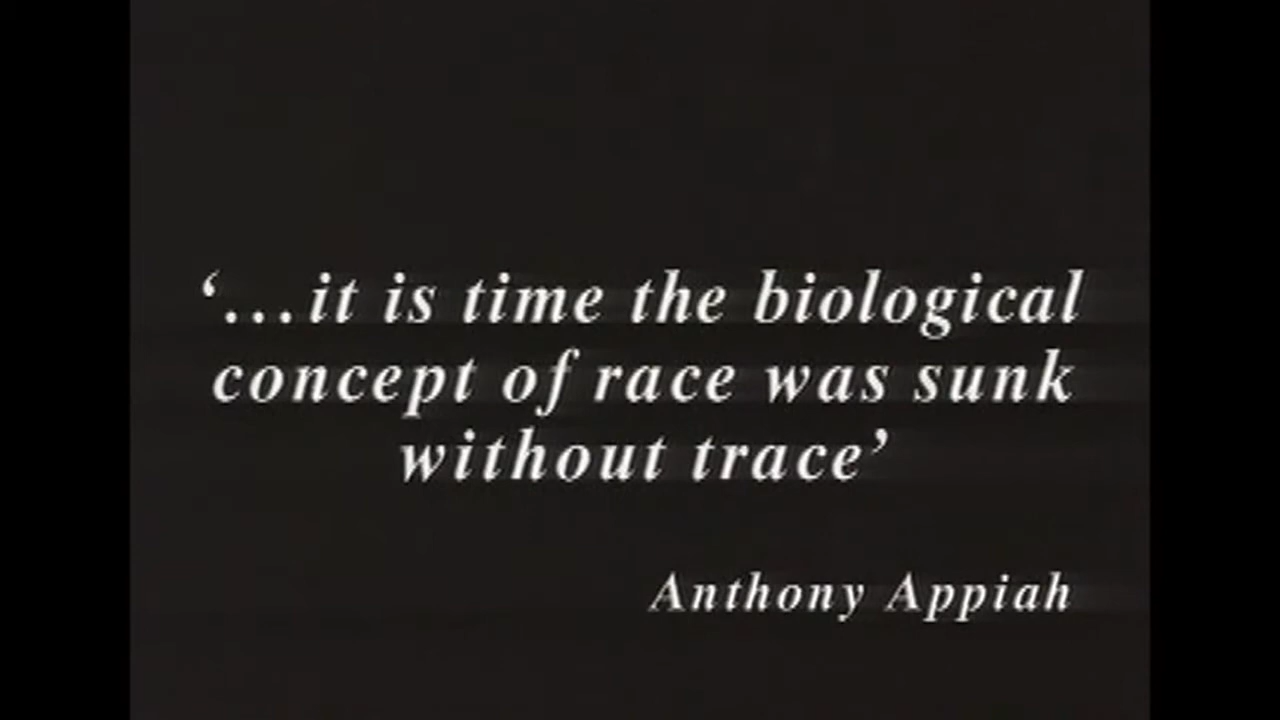 ‘...it is time the biological
concept of race was sunk
without trace’
Anthony Appiah